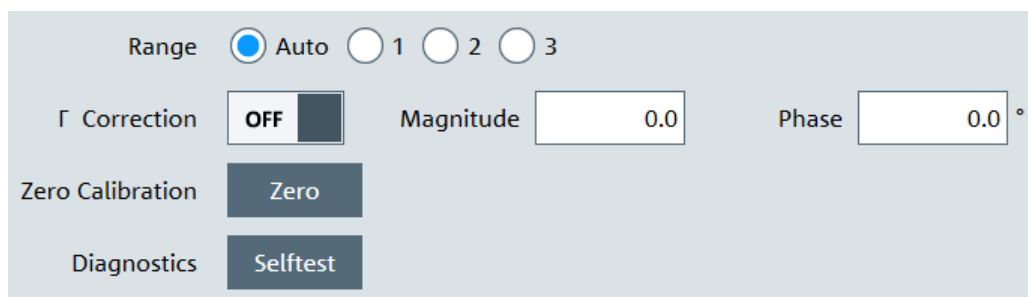 Range Auto 1 2 3
Γ Correction OFF Magnitude 0.0 Phase 0.0 °
Zero Calibration Zero
Diagnostics Selftest